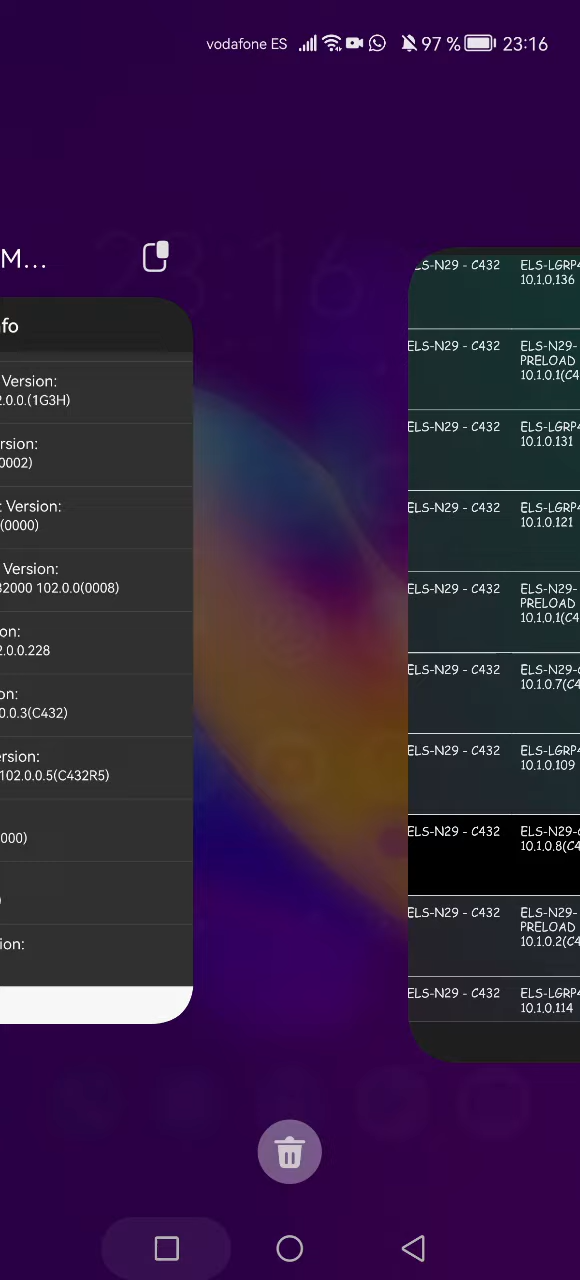 vodafone ES 97 % 23:16
M...
nfo
Version:
2.0.0.(1G3H)
rsion:
0002)
t Version:
(0000)
Version:
32000 102.0.0(0008)
on:
2.0.0.228
on:
0.0.3(C432)
ersion:
102.0.0.5(C432R5)
000)
)
ion:
ELS-N29 - C432 ELS-LGRP4
10.1.0.136
ELS-N29 - C432 ELS-N29-
PRELOAD
10.1.0.1(C4
ELS-N29 - C432 ELS-LGRP4
10.1.0.131
ELS-N29 - C432 ELS-LGRP4
10.1.0.121
ELS-N29 - C432 ELS-N29-
PRELOAD
10.1.0.1(C4
ELS-N29 - C432 ELS-N29-c
10.1.0.7(C4
ELS-N29 - C432 ELS-LGRP4
10.1.0.109
ELS-N29 - C432 ELS-N29-c
10.1.0.8(C4
ELS-N29 - C432 ELS-N29-
PRELOAD
10.1.0.2(C4
ELS-N29 - C432 ELS-LGRP4
10.1.0.114